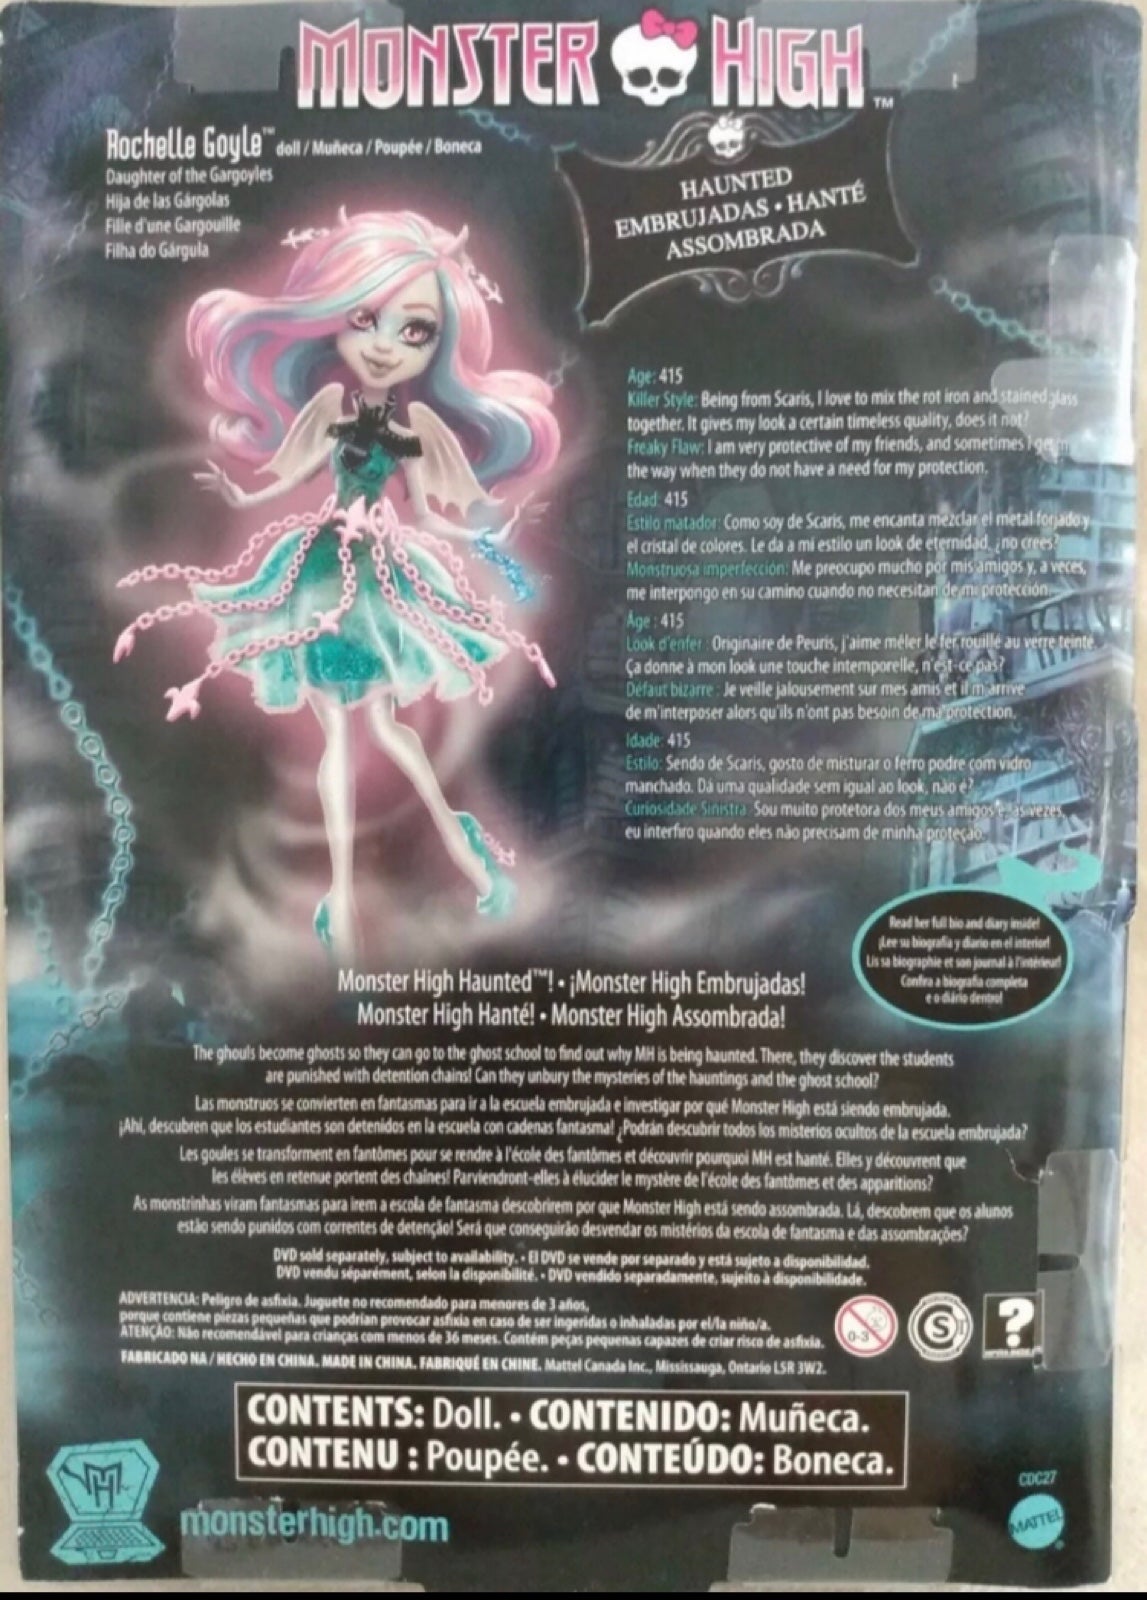 MONSTER HIGH™
Rochelle Goyle™ doll / Muñeca / Poupée / Boneca
Daughter of the Gargoyles
Hija de las Gárgolas
Fille d'une Gargouille
Filha do Gárgula
HAUNTED
EMBRUJADAS • HANTÉ
ASSOMBRADA
Age: 415
Killer Style: Being from Scaris, I love to mix the rot iron and stained glass
together. It gives my look a certain timeless quality, does it not?
Freaky Flaw: I am very protective of my friends, and sometimes I get in
the way when they do not have a need for my protection.
Edad: 415
Estilo matador: Como soy de Scaris, me encanta mezclar el metal forjado y
el cristal de colores. Le da a mi estilo un look de eternidad, ¿no crees?
Monstruosa imperfección: Me preocupo mucho por mis amigos y, a veces,
me interpongo en su camino cuando no necesitan de mi protección.
Âge : 415
Look d'enfer : Originaire de Peuris, j'aime mêler le fer rouillé au verre teinté.
Ça donne à mon look une touche intemporelle, n'est-ce pas?
Défaut bizarre : Je veille jalousement sur mes amis et il m'arrive
de m'interposer alors qu'ils n'ont pas besoin de ma protection.
Idade: 415
Estilo: Sendo de Scaris, gosto de misturar o ferro podre com vidro
manchado. Dá uma qualidade sem igual ao look, não é?
Curiosidade Sinistra: Sou muito protetora dos meus amigos e, às vezes,
eu interfiro quando eles não precisam de minha proteção.
Read her full bio and diary inside!
¡Lee su biografía y diario en el interior!
Lis sa biographie et son journal à l'intérieur!
Confira a biografia completa
e o diário dentro!
Monster High Haunted™! • ¡Monster High Embrujadas!
Monster High Hanté! • Monster High Assombrada!
The ghouls become ghosts so they can go to the ghost school to find out why MH is being haunted. There, they discover the students
are punished with detention chains! Can they unbury the mysteries of the hauntings and the ghost school?
Las monstruos se convierten en fantasmas para ir a la escuela embrujada e investigar por qué Monster High está siendo embrujada.
¡Ahí, descubren que los estudiantes son detenidos en la escuela con cadenas fantasma! ¿Podrán descubrir todos los misterios ocultos de la escuela embrujada?
Les goules se transforment en fantômes pour se rendre à l'école des fantômes et découvrir pourquoi MH est hanté. Elles y découvrent que
les élèves en retenue portent des chaînes! Parviendront-elles à élucider le mystère de l'école des fantômes et des apparitions?
As monstrinhas viram fantasmas para irem a escola de fantasma descobrirem por que Monster High está sendo assombrada. Lá, descobrem que os alunos
estão sendo punidos com correntes de detenção! Será que conseguirão desvendar os mistérios da escola de fantasma e das assombrações?
DVD sold separately, subject to availability. • El DVD se vende por separado y está sujeto a disponibilidad.
DVD vendu séparément, selon la disponibilité. • DVD vendido separadamente, sujeito à disponibilidade.
ADVERTENCIA: Peligro de asfixia. Juguete no recomendado para menores de 3 años,
porque contiene piezas pequeñas que podrían provocar asfixia en caso de ser ingeridas o inhaladas por el/la niño/a.
ATENÇÃO: Não recomendável para crianças com menos de 36 meses. Contém peças pequenas capazes de criar risco de asfixia.
FABRICADO NA / HECHO EN CHINA. MADE IN CHINA. FABRIQUÉ EN CHINE. Mattel Canada Inc., Mississauga, Ontario L5R 3W2.
0-3
S
?
CONTENTS: Doll. • CONTENIDO: Muñeca.
CONTENU : Poupée. • CONTEÚDO: Boneca.
MH
monsterhigh.com
CDC27
MATTEL